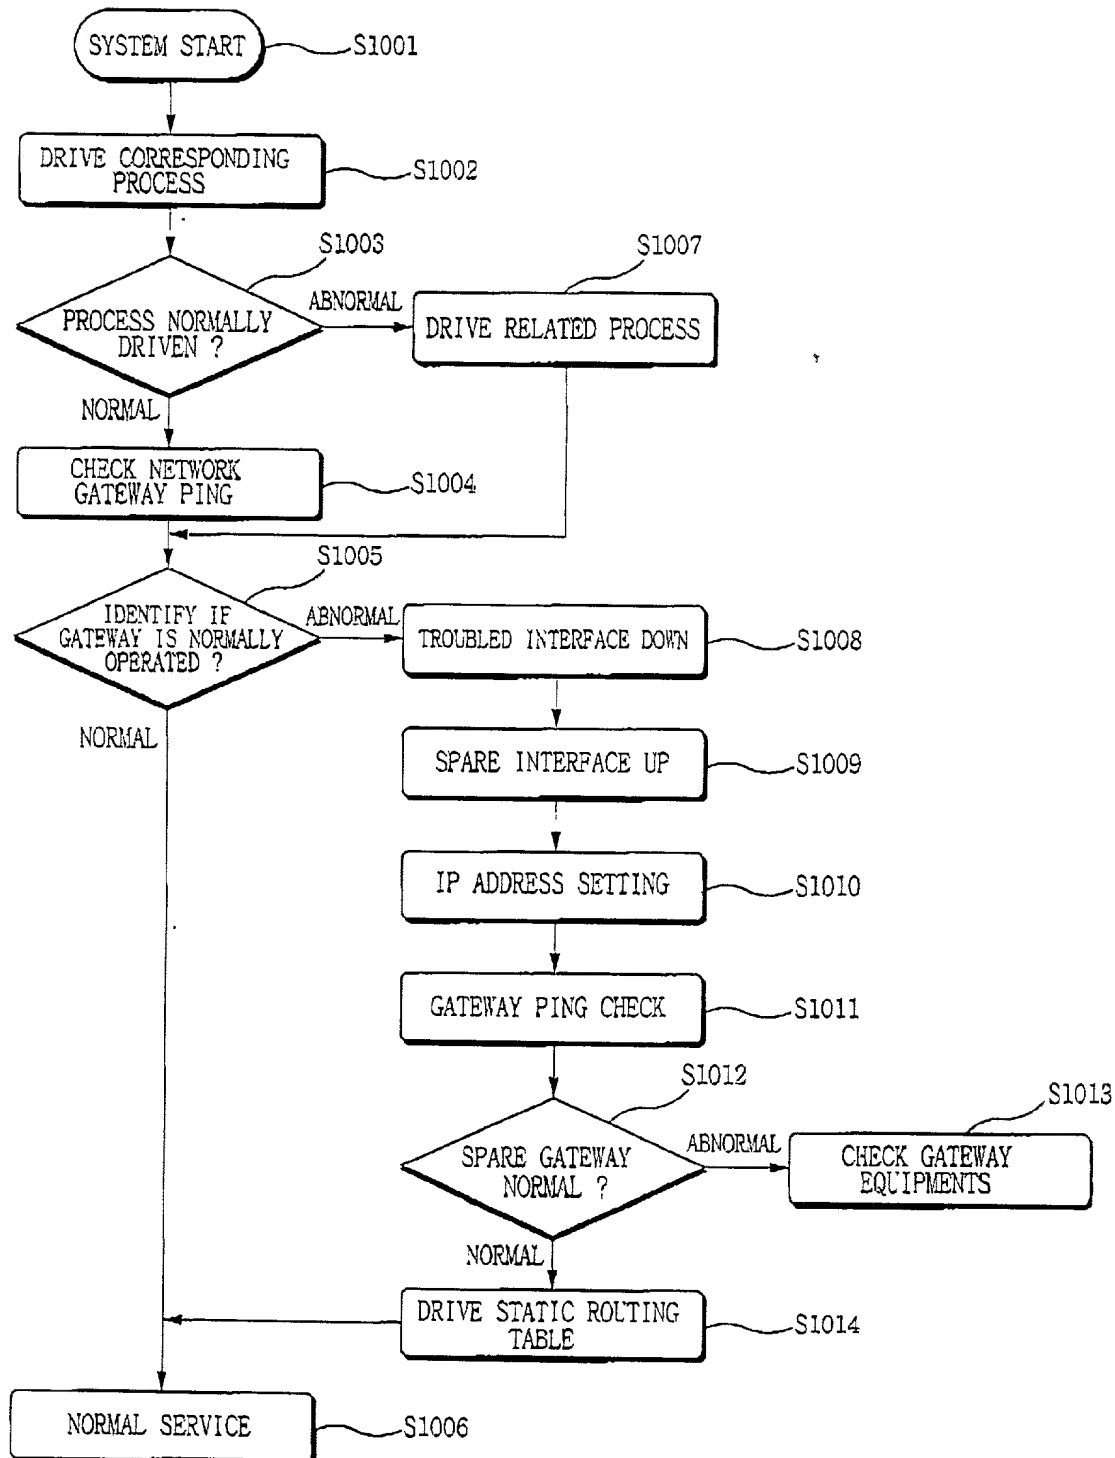 SYSTEM START
S1001
DRIVE CORRESPONDING
PROCESS
S1002
S1003
S1007
PROCESS NORMALLY
DRIVEN ?
ABNORMAL
DRIVE RELATED PROCESS
NORMAL
CHECK NETWORK
GATEWAY PING
S1004
S1005
IDENTIFY IF
GATEWAY IS NORMALLY
OPERATED ?
ABNORMAL
TROUBLED INTERFACE DOWN
S1008
NORMAL
SPARE INTERFACE UP
S1009
IP ADDRESS SETTING
S1010
GATEWAY PING CHECK
S1011
S1012
S1013
SPARE GATEWAY
NORMAL ?
ABNORMAL
CHECK GATEWAY
EQUIPMENTS
NORMAL
DRIVE STATIC ROUTING
TABLE
S1014
NORMAL SERVICE
S1006